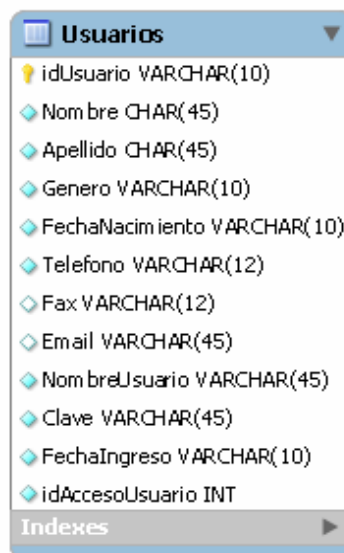 Usuarios
idUsuario VARCHAR(10)
Nombre CHAR(45)
Apellido CHAR(45)
Genero VARCHAR(10)
FechaNacimiento VARCHAR(10)
Telefono VARCHAR(12)
Fax VARCHAR(12)
Email VARCHAR(45)
NombreUsuario VARCHAR(45)
Clave VARCHAR(45)
FechaIngreso VARCHAR(10)
idAccesoUsuario INT
Indexes